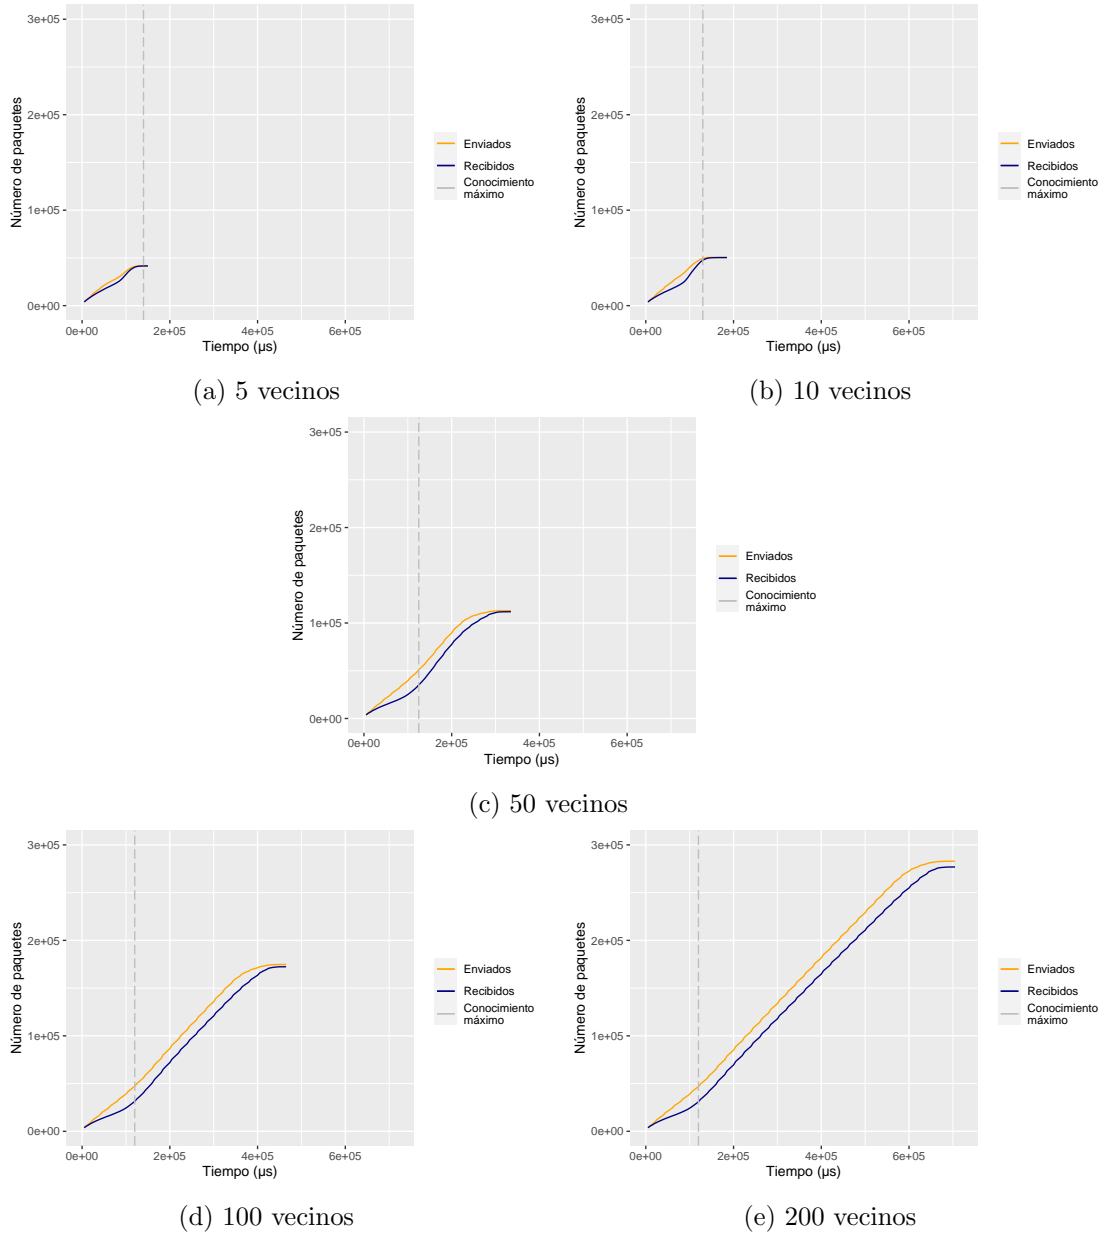 3e+05
2e+05
1e+05
0e+00
Número de paquetes
0e+00 2e+05 4e+05 6e+05
Tiempo (µs)
Enviados
Recibidos
Conocimiento
máximo
(a) 5 vecinos
3e+05
2e+05
1e+05
0e+00
Número de paquetes
0e+00 2e+05 4e+05 6e+05
Tiempo (µs)
Enviados
Recibidos
Conocimiento
máximo
(b) 10 vecinos
3e+05
2e+05
1e+05
0e+00
Número de paquetes
0e+00 2e+05 4e+05 6e+05
Tiempo (µs)
Enviados
Recibidos
Conocimiento
máximo
(c) 50 vecinos
3e+05
2e+05
1e+05
0e+00
Número de paquetes
0e+00 2e+05 4e+05 6e+05
Tiempo (µs)
Enviados
Recibidos
Conocimiento
máximo
(d) 100 vecinos
3e+05
2e+05
1e+05
0e+00
Número de paquetes
0e+00 2e+05 4e+05 6e+05
Tiempo (µs)
Enviados
Recibidos
Conocimiento
máximo
(e) 200 vecinos